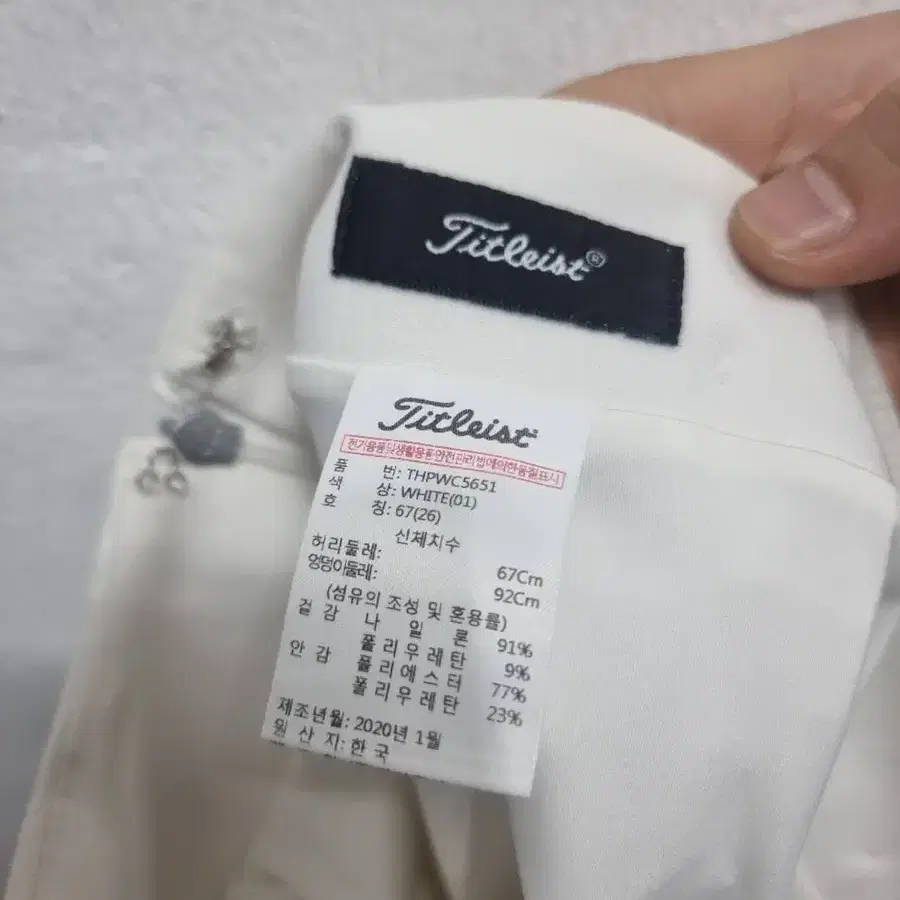 Titleist®
Titleist
전기용품및생활용품안전관리법에의한품질표시
품 번: THPWC5651
색 상: WHITE(01)
호 칭: 67(26)
신체치수
허리둘레: 67Cm
엉덩이둘레: 92Cm
(섬유의 조성 및 혼용률)
겉감 나 일 론 91%
폴리우레탄 9%
안감 폴리에스터 77%
폴리우레탄 23%
제조년월: 2020년 1월
원 산 지: 한국